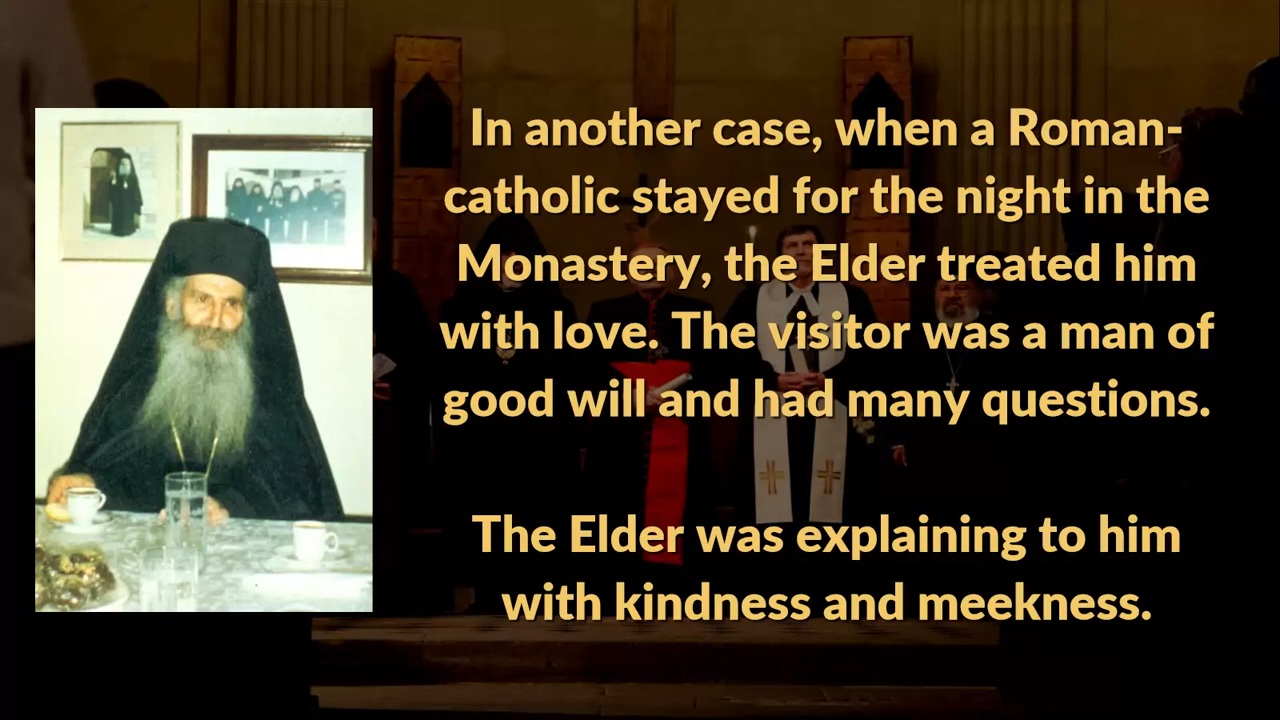 In another case, when a Roman-
catholic stayed for the night in the
Monastery, the Elder treated him
with love. The visitor was a man of
good will and had many questions.
The Elder was explaining to him
with kindness and meekness.